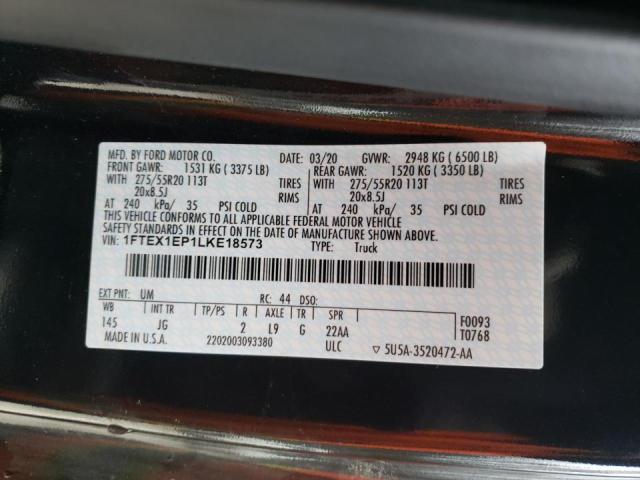 MFD. BY FORD MOTOR CO. DATE: 03/20 GVWR: 2948 KG ( 6500 LB)
FRONT GAWR: 1531 KG ( 3375 LB) REAR GAWR: 1520 KG ( 3350 LB)
WITH 275/55R20 113T TIRES WITH 275/55R20 113T TIRES
20x8.5J RIMS 20x8.5J RIMS
AT 240 kPa/ 35 PSI COLD AT 240 kPa/ 35 PSI COLD
THIS VEHICLE CONFORMS TO ALL APPLICABLE FEDERAL MOTOR VEHICLE
SAFETY STANDARDS IN EFFECT ON THE DATE OF MANUFACTURE SHOWN ABOVE.
VIN: 1FTEX1EP1LKE18573 TYPE: Truck
EXT PNT: UM RC: 44 DSO:
WB INT TR TP/PS R AXLE TR SPR F0093
145 JG 2 L9 G 22AA T0768
MADE IN U.S.A. 2202003093380 ULC ▽ 5U5A-3520472-AA